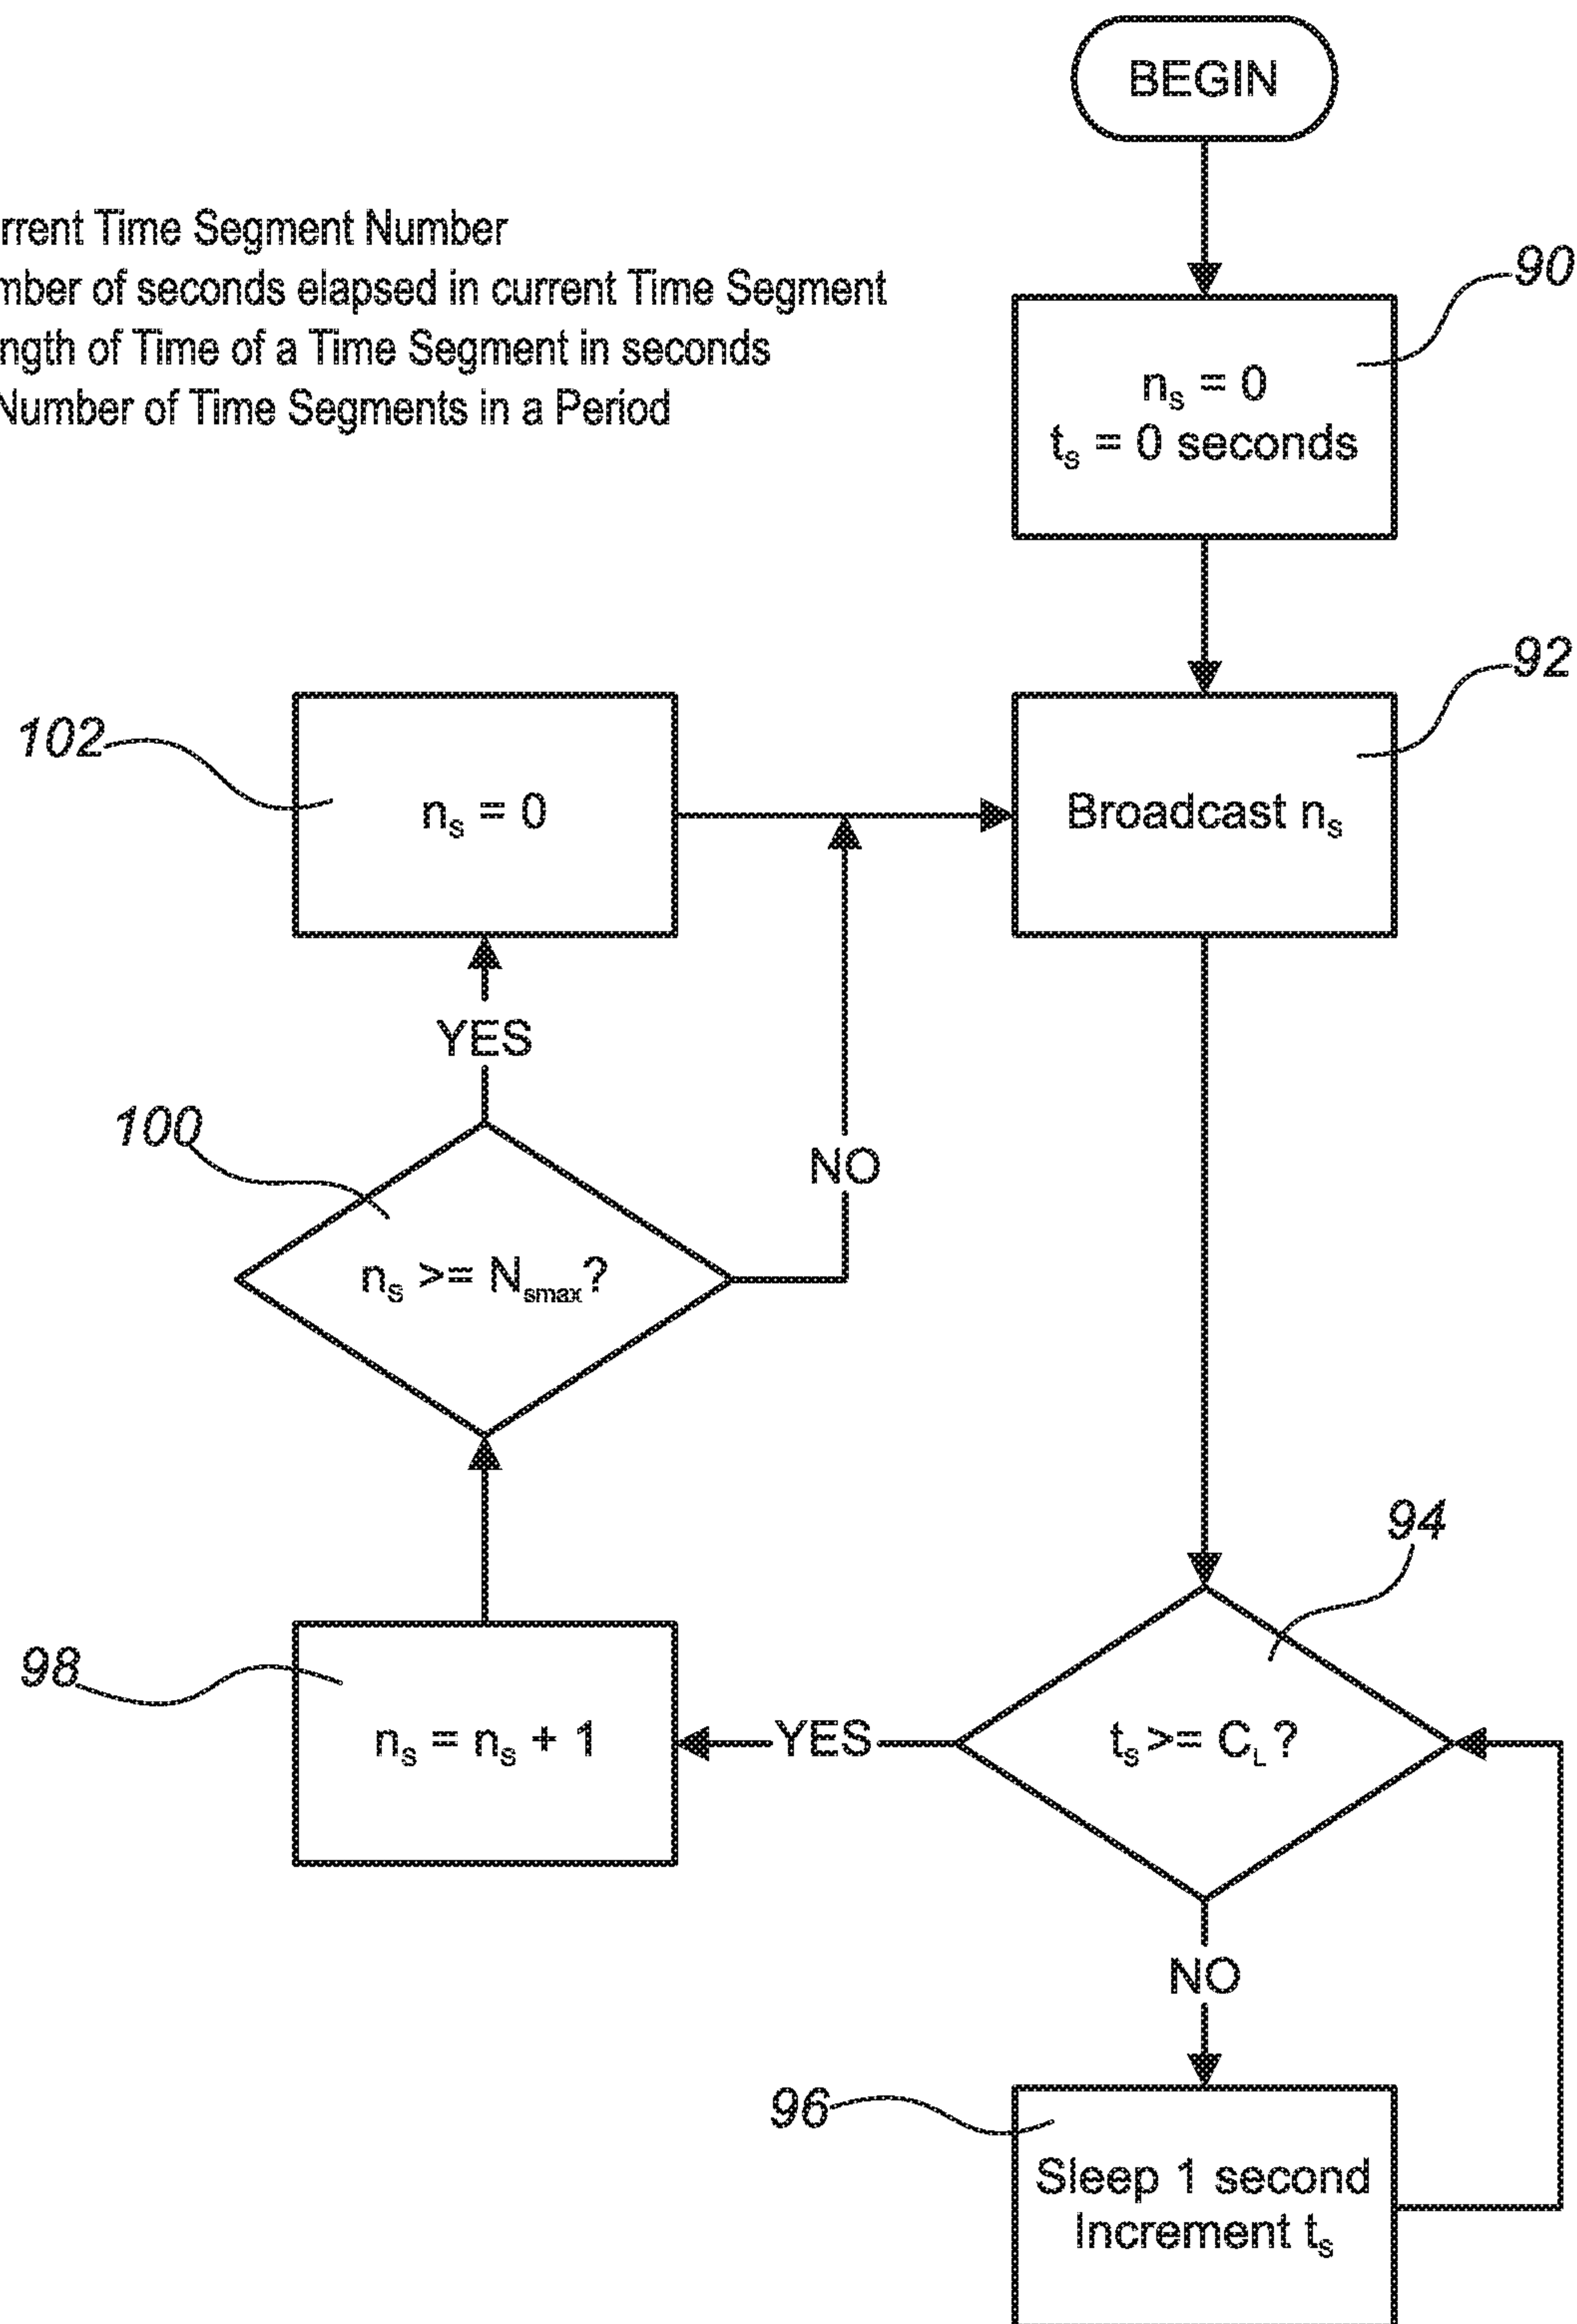 BEGIN
rrent Time Segment Number
mber of seconds elapsed in current Time Segment
ngth of Time of a Time Segment in seconds
Number of Time Segments in a Period
90
nₛ = 0
tₛ = 0 seconds
92
102
nₛ = 0
Broadcast nₛ
YES
100
NO
nₛ >= Nₛₘₐₓ?
94
98
nₛ = nₛ + 1
YES
tₛ >= C_L?
NO
96
Sleep 1 second
Increment tₛ